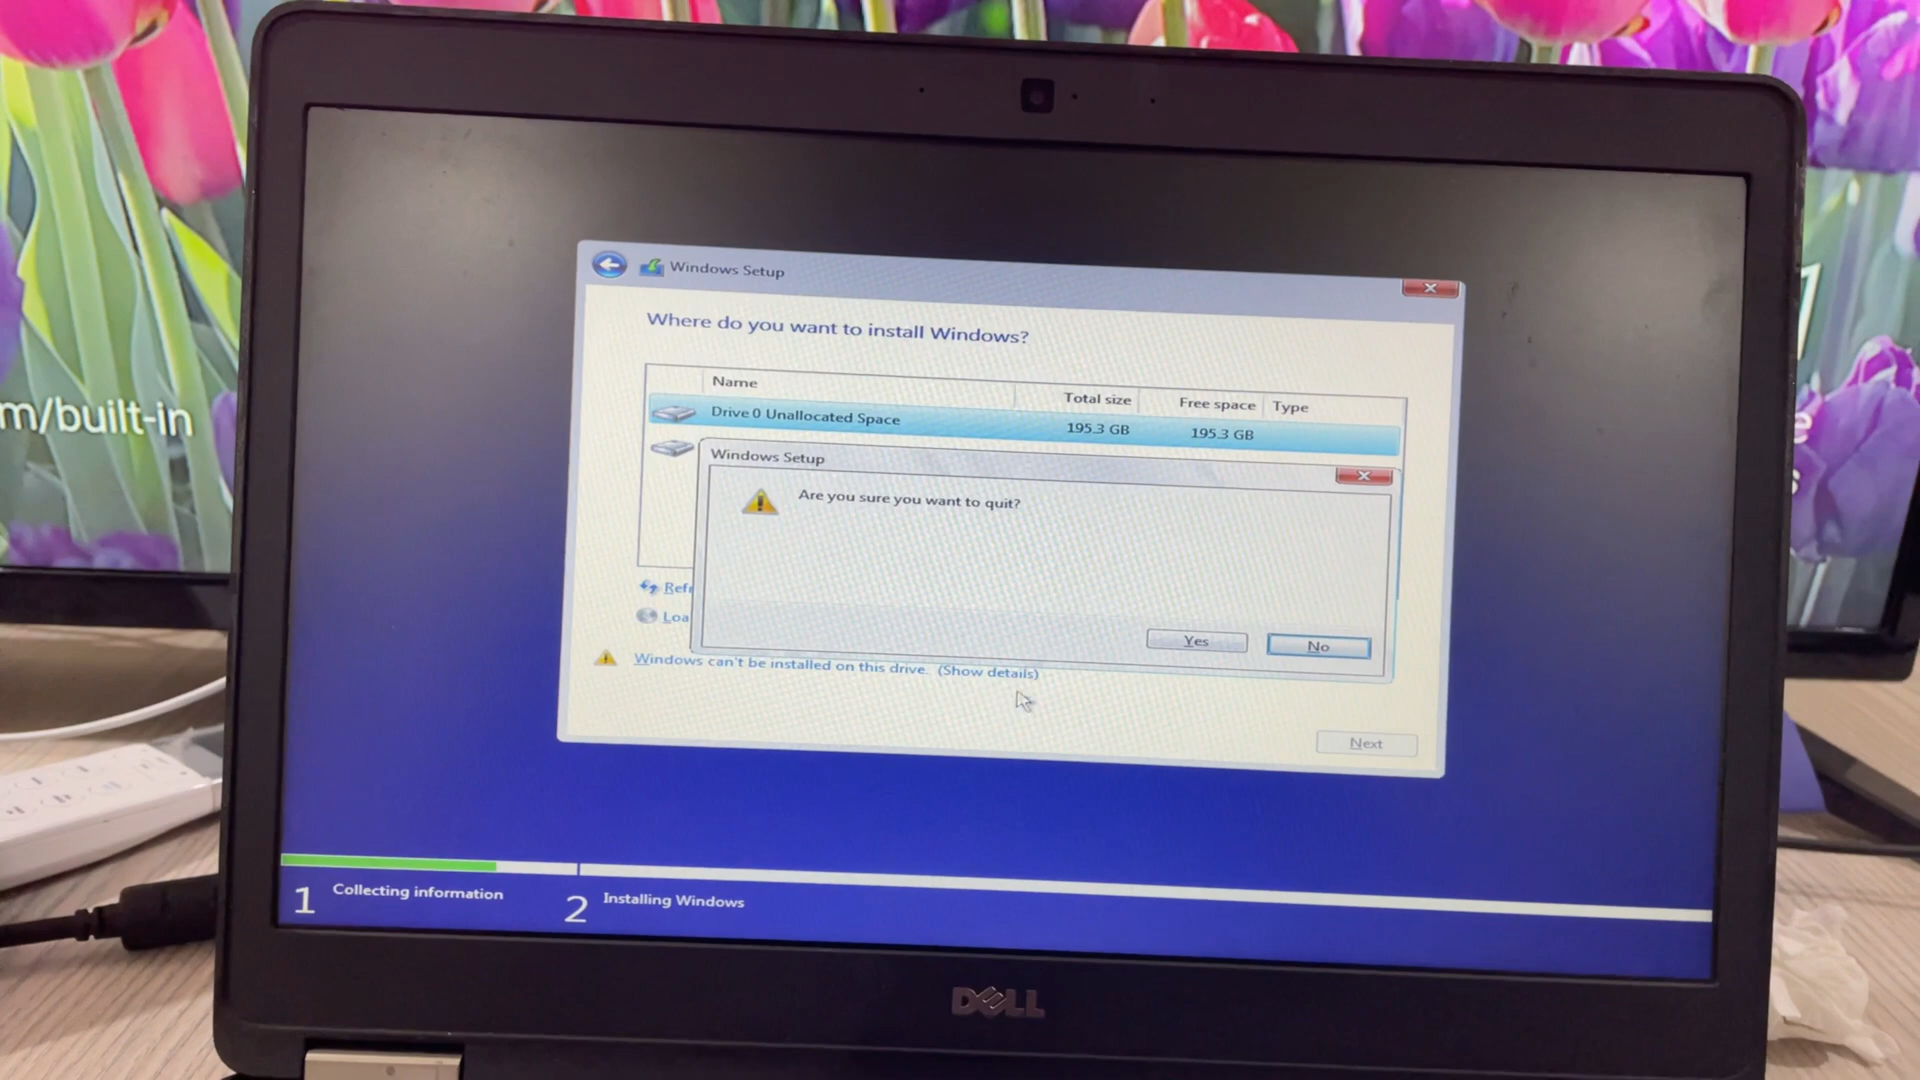 m/built-in
Windows Setup
Where do you want to install Windows?
Name Total size Free space Type
Drive 0 Unallocated Space 195.3 GB 195.3 GB
Windows Setup
Are you sure you want to quit?
Refr
Loa
Yes No
Windows can't be installed on this drive. (Show details)
Next
1 Collecting information 2 Installing Windows
DELL